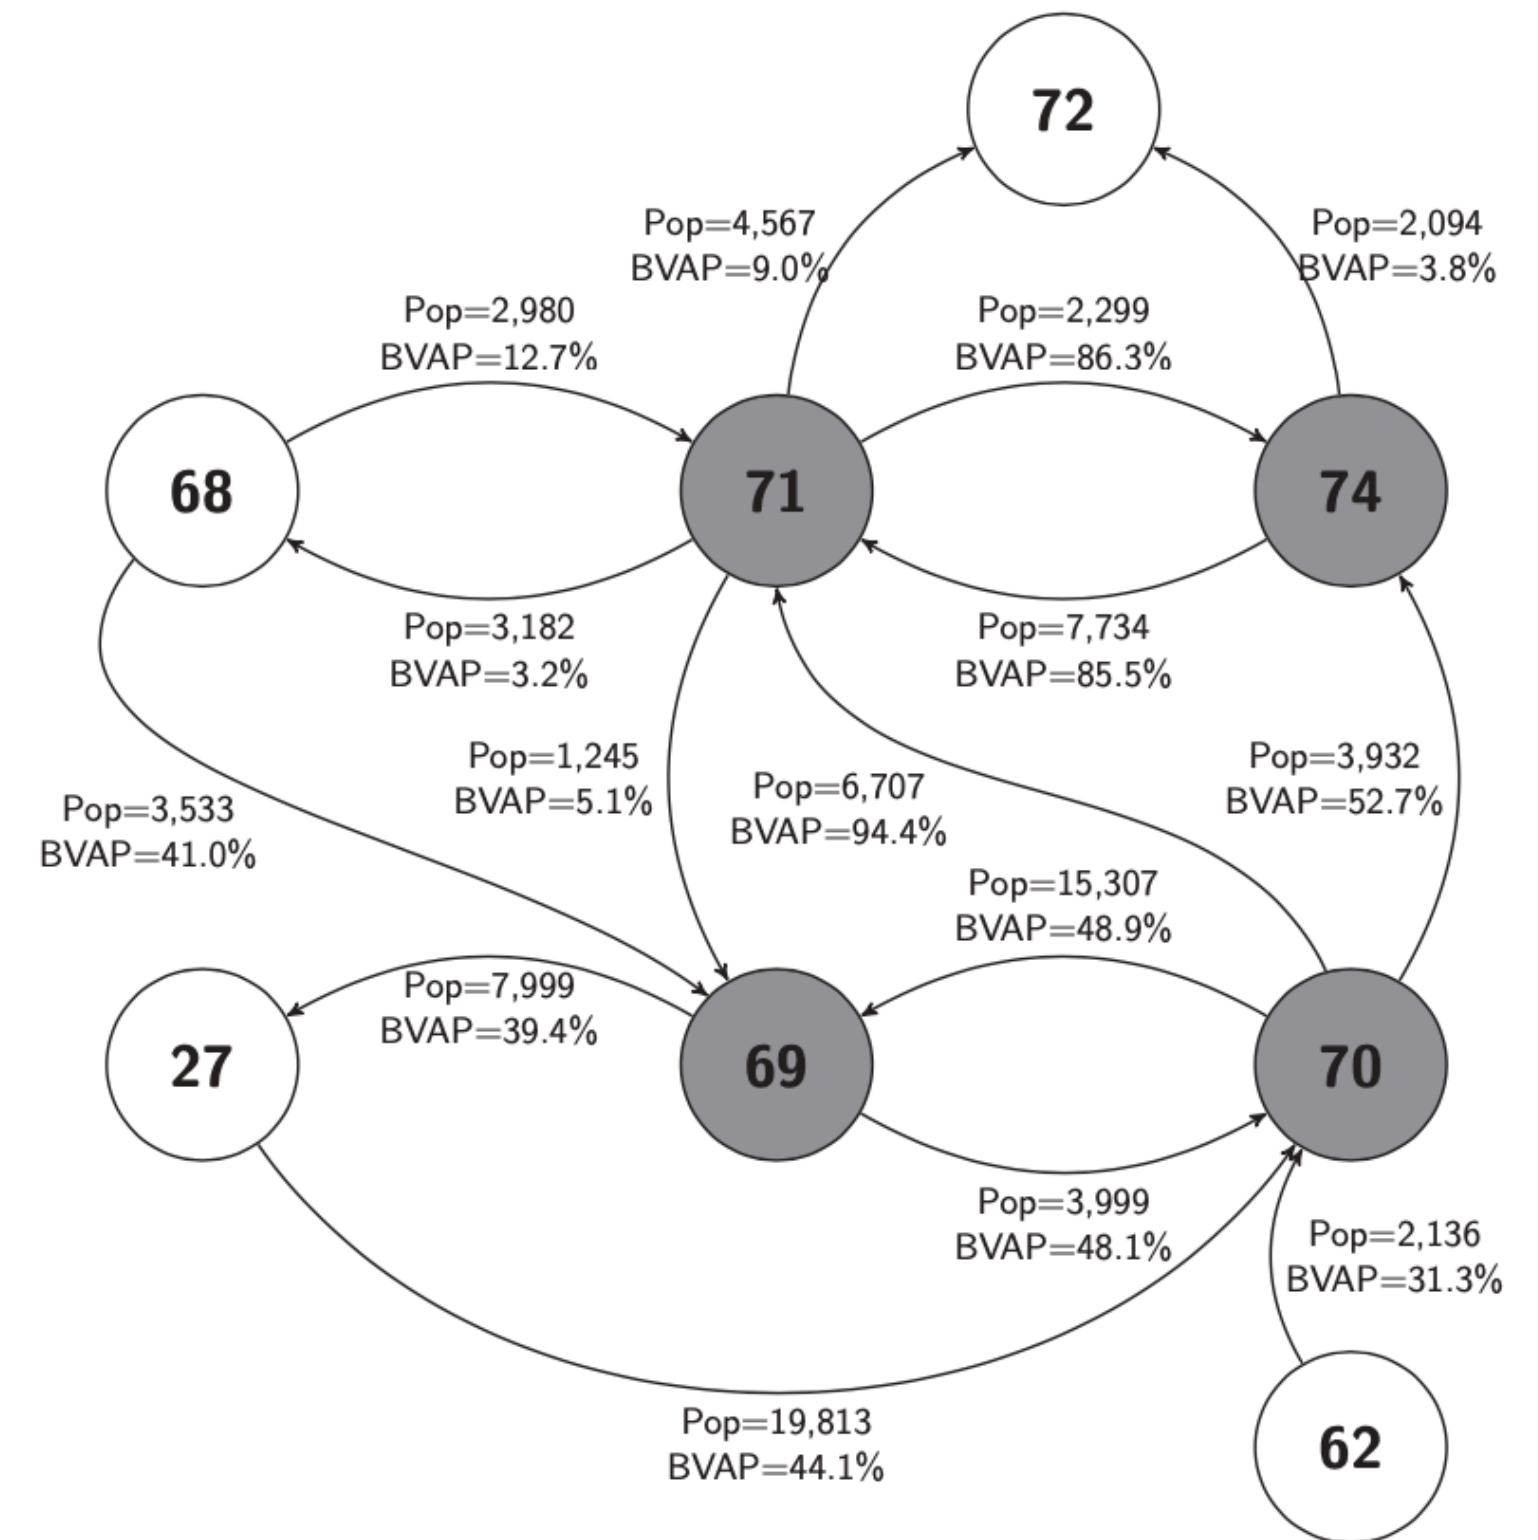 72
Pop=4,567
BVAP=9.0%
Pop=2,094
BVAP=3.8%
Pop=2,980
BVAP=12.7%
Pop=2,299
BVAP=86.3%
68
71
74
Pop=3,182
BVAP=3.2%
Pop=7,734
BVAP=85.5%
Pop=1,245
BVAP=5.1%
Pop=6,707
BVAP=94.4%
Pop=3,932
BVAP=52.7%
Pop=3,533
BVAP=41.0%
Pop=15,307
BVAP=48.9%
Pop=7,999
BVAP=39.4%
27
69
70
Pop=3,999
BVAP=48.1%
Pop=2,136
BVAP=31.3%
Pop=19,813
BVAP=44.1%
62